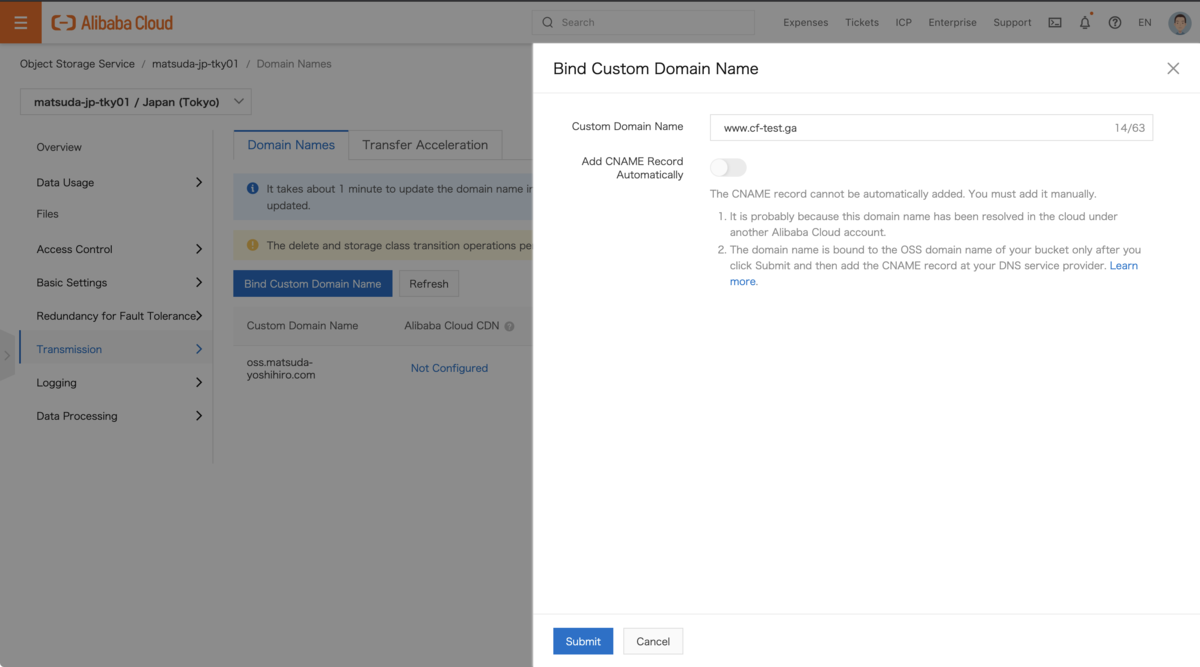 Alibaba Cloud
Search
Expenses Tickets ICP Enterprise Support EN
Object Storage Service / matsuda-jp-tky01 / Domain Names
matsuda-jp-tky01 / Japan (Tokyo)
Overview
Data Usage
Files
Access Control
Basic Settings
Redundancy for Fault Tolerance
Transmission
Logging
Data Processing
Domain Names Transfer Acceleration
It takes about 1 minute to update the domain name in
updated.
The delete and storage class transition operations pe
Bind Custom Domain Name Refresh
Custom Domain Name Alibaba Cloud CDN
oss.matsuda-
yoshihiro.com
Not Configured
Bind Custom Domain Name
Custom Domain Name www.cf-test.ga 14/63
Add CNAME Record
Automatically
The CNAME record cannot be automatically added. You must add it manually.
1. It is probably because this domain name has been resolved in the cloud under
another Alibaba Cloud account.
2. The domain name is bound to the OSS domain name of your bucket only after you
click Submit and then add the CNAME record at your DNS service provider. Learn
more.
Submit Cancel